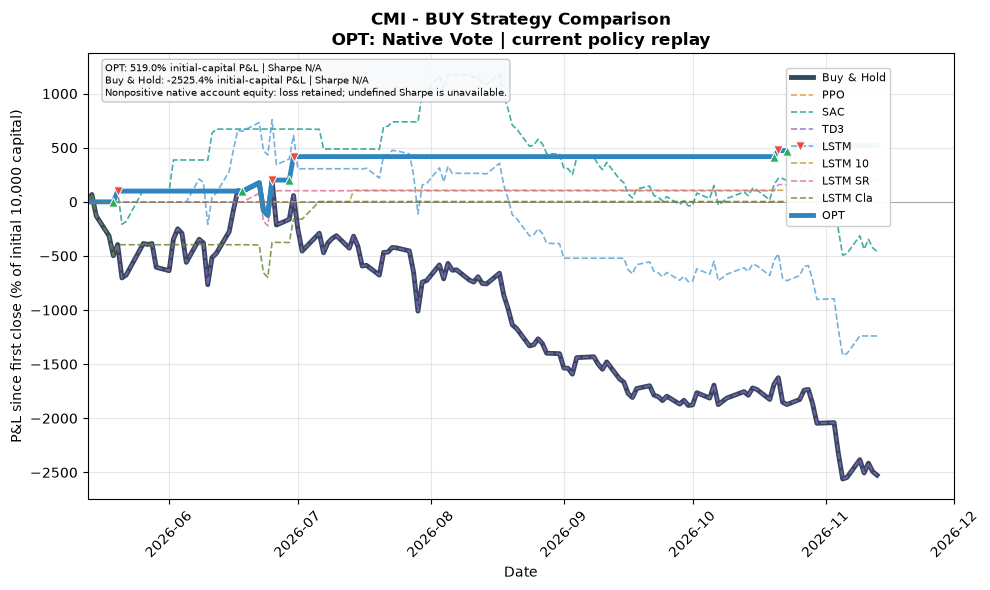 CMI - BUY Strategy Comparison
OPT: Native Vote | current policy replay
OPT: 519.0% initial-capital P&L | Sharpe N/A
Buy & Hold: -2525.4% initial-capital P&L | Sharpe N/A
Nonpositive native account equity: loss retained; undefined Sharpe is unavailable.
Buy & Hold
PPO
SAC
TD3
LSTM
LSTM 10
LSTM SR
LSTM Cla
OPT
P&L since first close (% of initial 10,000 capital)
1000
500
0
−500
−1000
−1500
−2000
−2500
2026-06
2026-07
2026-08
2026-09
2026-10
2026-11
2026-12
Date